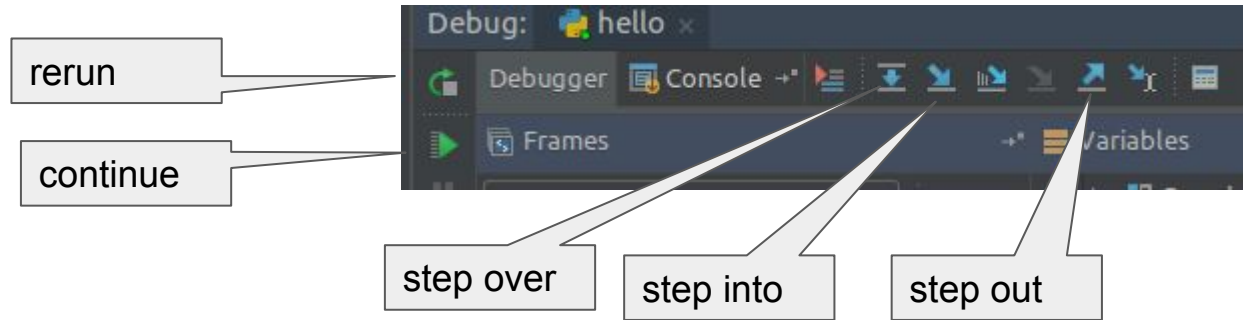 Debug: hello ×
rerun
Debugger Console
continue
Frames Variables
step over
step into
step out